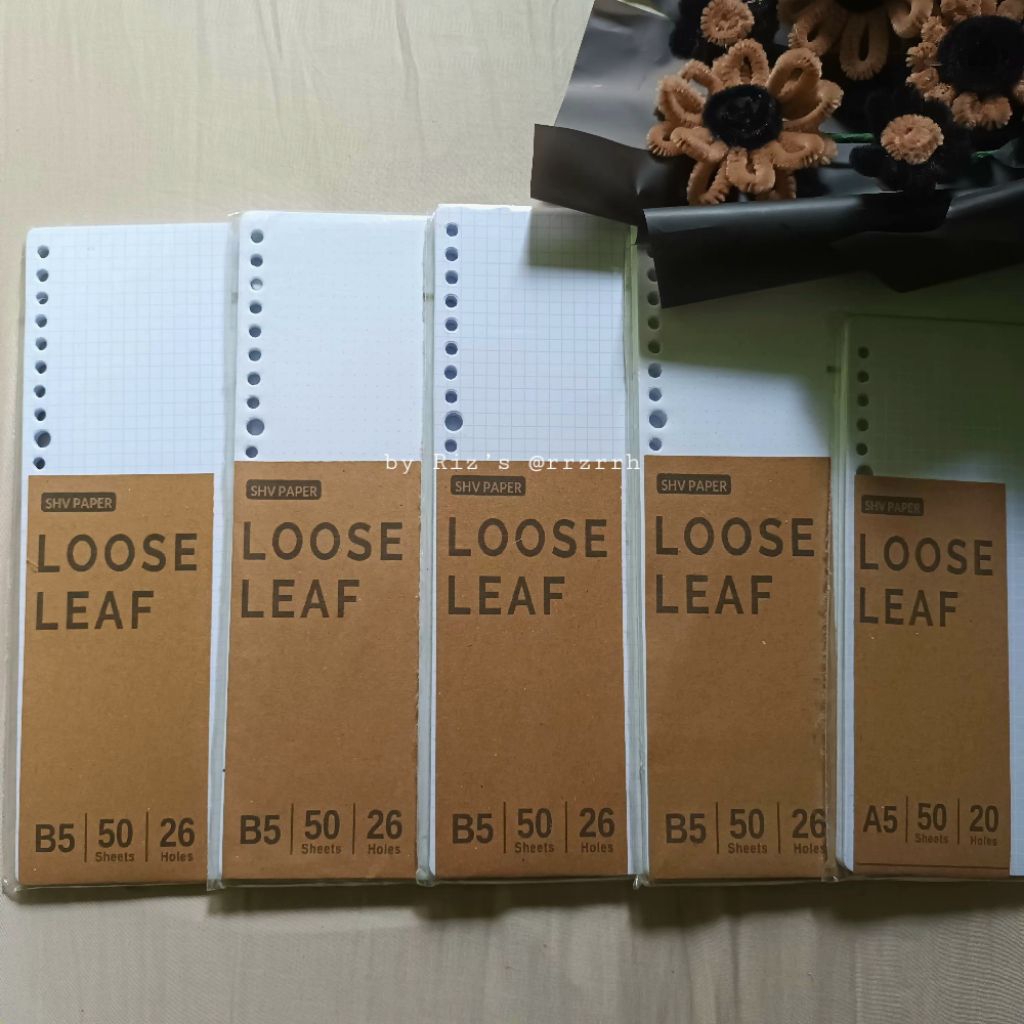 by Riz's @rrzrrh
SHV PAPER
LOOSE
LEAF
B5 | 50 Sheets | 26 Holes
SHV PAPER
LOOSE
LEAF
B5 | 50 Sheets | 26 Holes
SHV PAPER
LOOSE
LEAF
B5 | 50 Sheets | 26 Holes
SHV PAPER
LOOSE
LEAF
B5 | 50 Sheets | 26 Holes
SHV PAPER
LOOSE
LEAF
A5 | 50 Sheets | 20 Holes